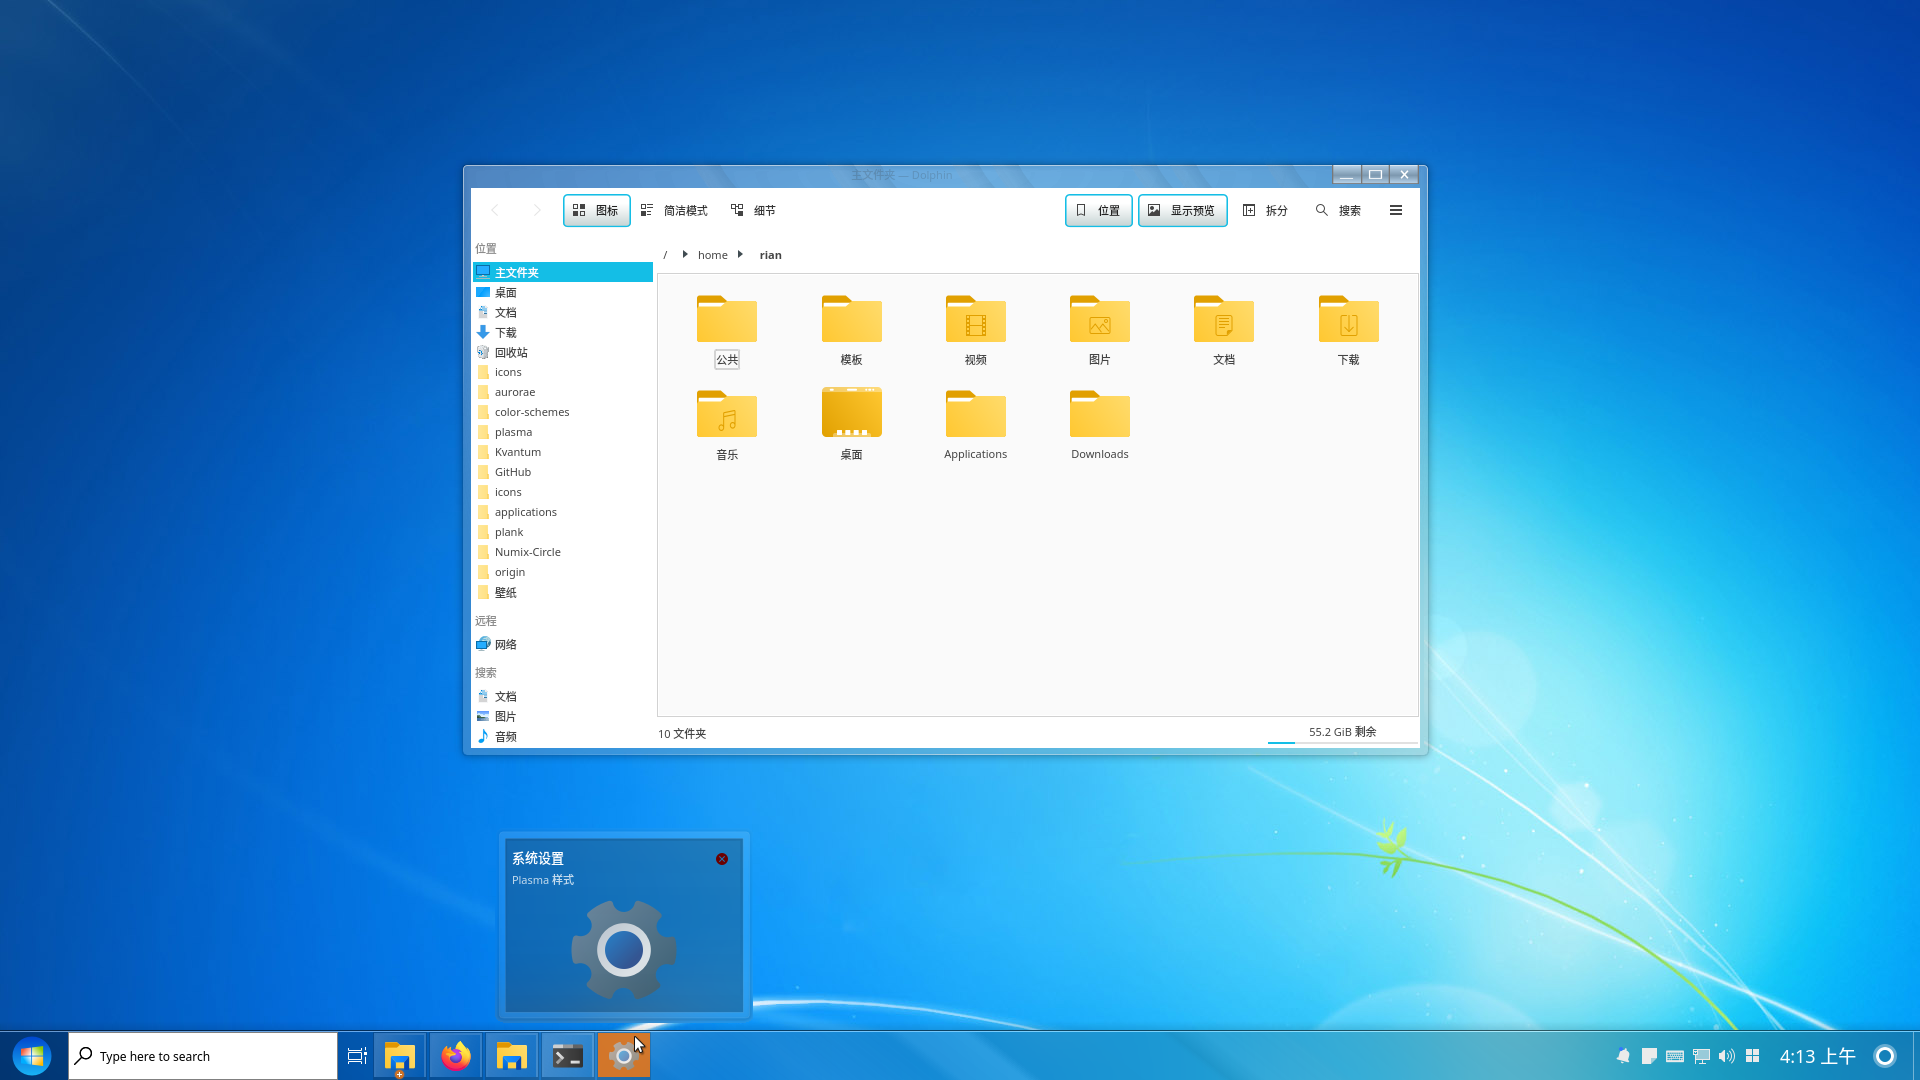 主文件夹 — Dolphin
图标 简洁模式 细节 位置 显示预览 拆分 搜索
位置
主文件夹
桌面
文档
下载
回收站
icons
aurorae
color-schemes
plasma
Kvantum
GitHub
icons
applications
plank
Numix-Circle
origin
壁纸
远程
网络
搜索
文档
图片
音频
/ home rian
公共 模板 视频 图片 文档 下载
音乐 桌面 Applications Downloads
10 文件夹 55.2 GiB 剩余
系统设置
Plasma 样式
Type here to search
4:13 上午